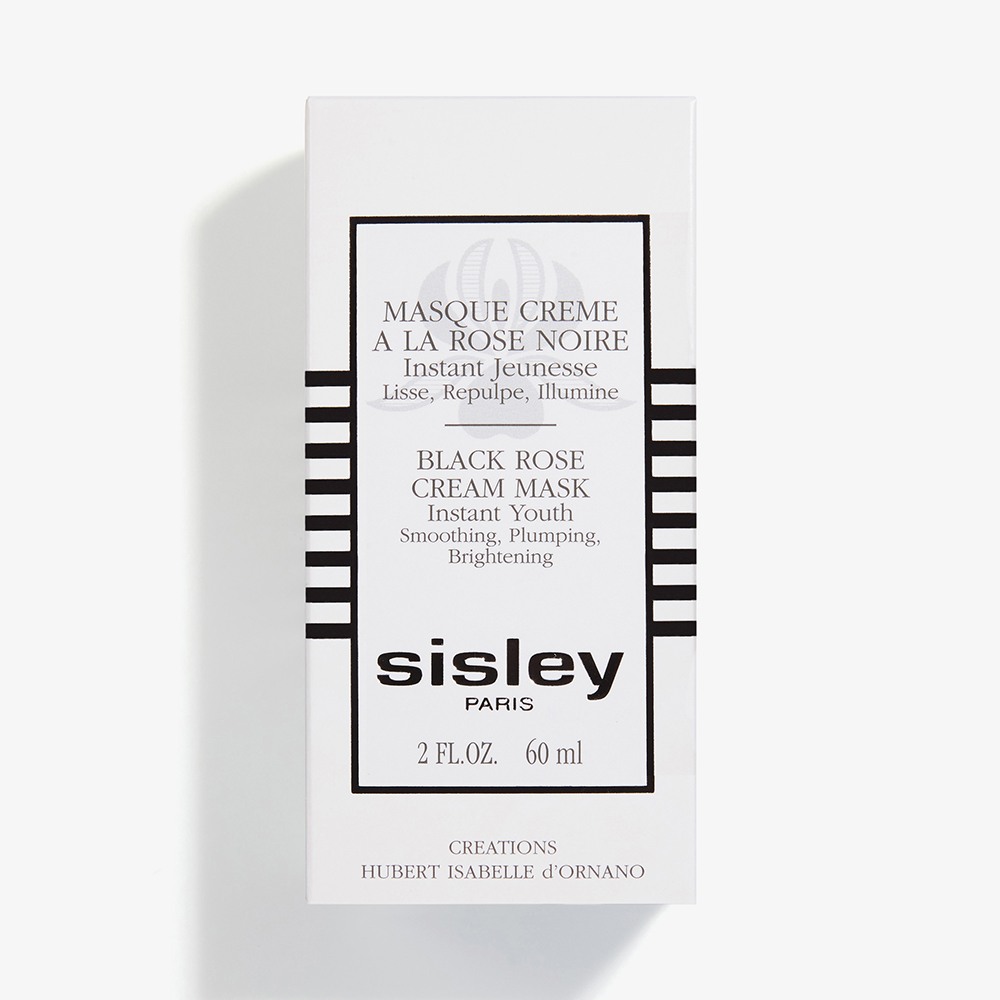 MASQUE CREME
A LA ROSE NOIRE
Instant Jeunesse
Lisse, Repulpe, Illumine
BLACK ROSE
CREAM MASK
Instant Youth
Smoothing, Plumping,
Brightening
sisley
PARIS
2 FL.OZ. 60 ml
CREATIONS
HUBERT ISABELLE d'ORNANO